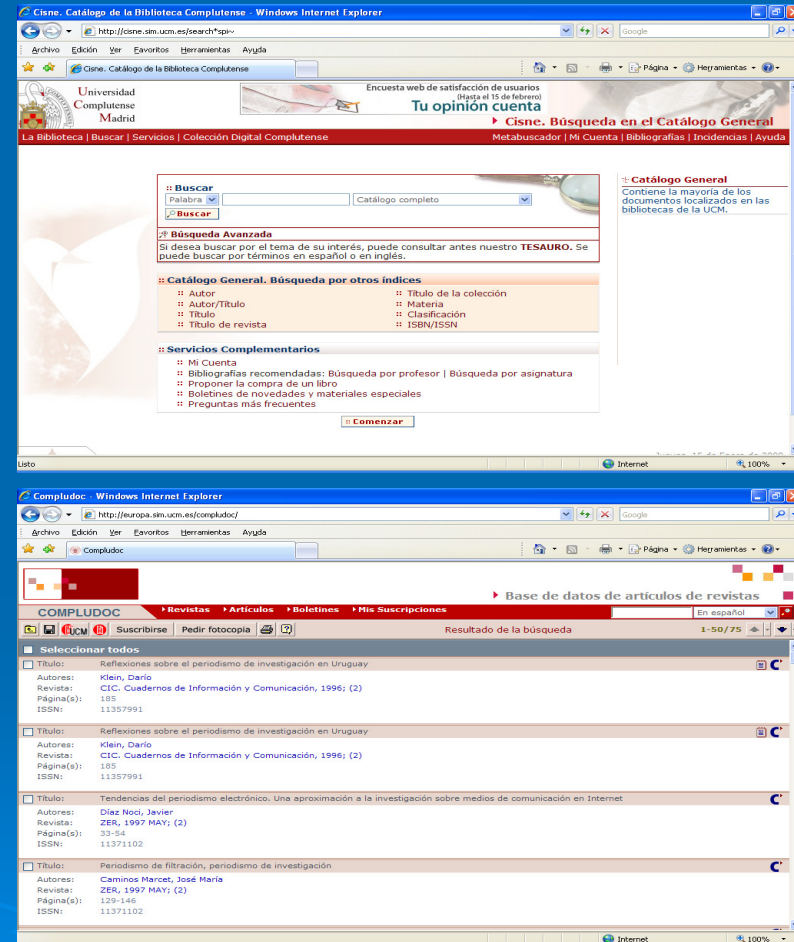 Cisne. Catálogo de la Biblioteca Complutense - Windows Internet Explorer
http://cisne.sim.ucm.es/search*spi~
Google
Archivo Edición Ver Favoritos Herramientas Ayuda
Cisne. Catálogo de la Biblioteca Complutense
Página Herramientas
Universidad
Complutense
Madrid
Encuesta web de satisfacción de usuarios
(Hasta el 15 de febrero)
Tu opinión cuenta
Cisne. Búsqueda en el Catálogo General
La Biblioteca | Buscar | Servicios | Colección Digital Complutense
Metabuscador | Mi Cuenta | Bibliografías | Incidencias | Ayuda
:: Buscar
Palabra
Catálogo completo
Buscar
Búsqueda Avanzada
Si desea buscar por el tema de su interés, puede consultar antes nuestro TESAURO. Se
puede buscar por términos en español o en inglés.
Catálogo General
Contiene la mayoría de los
documentos localizados en las
bibliotecas de la UCM.
:: Catálogo General. Búsqueda por otros índices
:: Autor
:: Autor/Título
:: Título
:: Título de revista
:: Título de la colección
:: Materia
:: Clasificación
:: ISBN/ISSN
:: Servicios Complementarios
:: Mi Cuenta
:: Bibliografías recomendadas: Búsqueda por profesor | Búsqueda por asignatura
:: Proponer la compra de un libro
:: Boletines de novedades y materiales especiales
:: Preguntas más frecuentes
:: Comenzar
Listo
Internet
100%
Compludoc - Windows Internet Explorer
http://europa.sim.ucm.es/compludoc/
Google
Archivo Edición Ver Favoritos Herramientas Ayuda
Compludoc
Página Herramientas
Base de datos de artículos de revistas
COMPLUDOC
Revistas Artículos Boletines Mis Suscripciones
En español
UCM
Suscribirse Pedir fotocopia
Resultado de la búsqueda
1-50/75
Seleccionar todos
Título: Reflexiones sobre el periodismo de investigación en Uruguay
Autores: Klein, Darío
Revista: CIC. Cuadernos de Información y Comunicación, 1996; (2)
Página(s): 185
ISSN: 11357991
Título: Reflexiones sobre el periodismo de investigación en Uruguay
Autores: Klein, Darío
Revista: CIC. Cuadernos de Información y Comunicación, 1996; (2)
Página(s): 185
ISSN: 11357991
Título: Tendencias del periodismo electrónico. Una aproximación a la investigación sobre medios de comunicación en Internet
Autores: Díaz Noci, Javier
Revista: ZER, 1997 MAY; (2)
Página(s): 33-54
ISSN: 11371102
Título: Periodismo de filtración, periodismo de investigación
Autores: Caminos Marcet, José María
Revista: ZER, 1997 MAY; (2)
Página(s): 129-146
ISSN: 11371102
Internet
100%